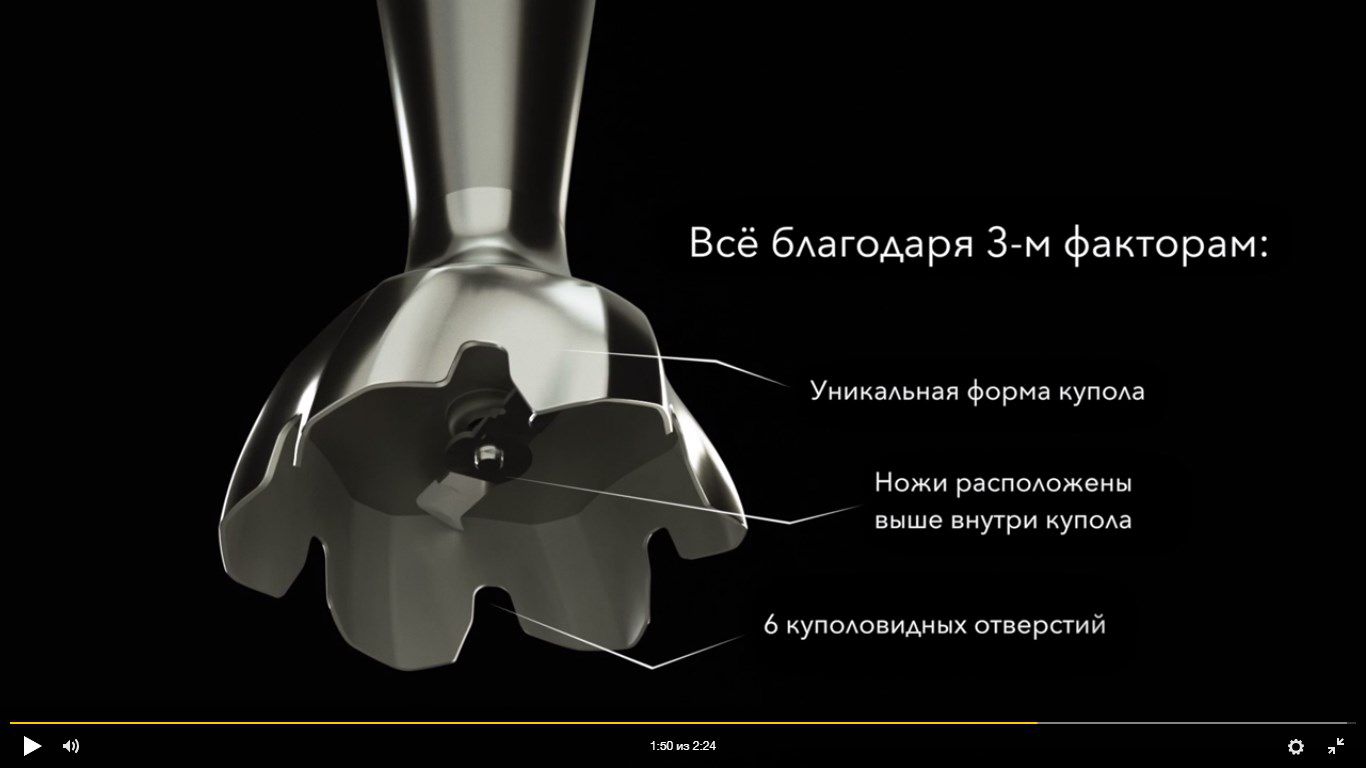 Всё благодаря 3-м факторам:
Уникальная форма купола
Ножи расположены
выше внутри купола
6 куполовидных отверстий
1:50 из 2:24